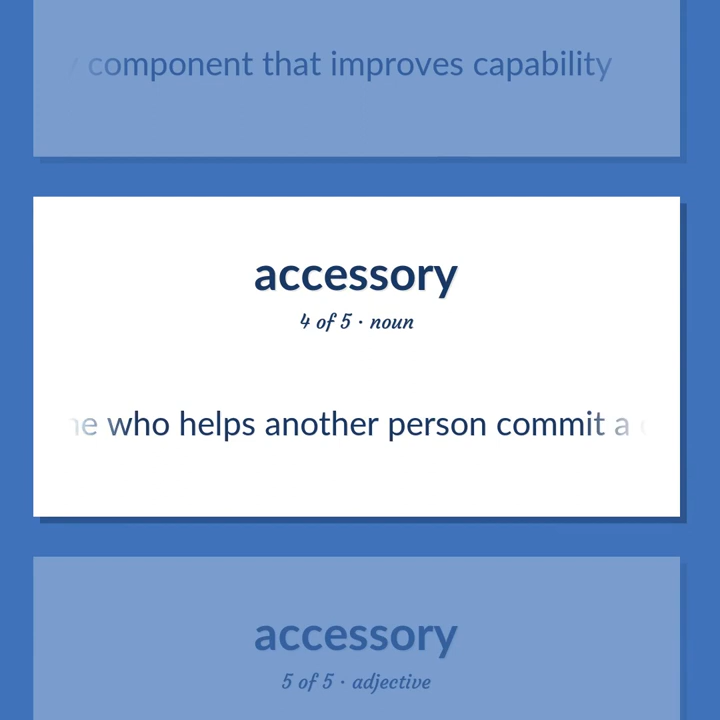 component that improves capability
accessory
4 of 5 · noun
who helps another person commit a
accessory
5 of 5 · adjective